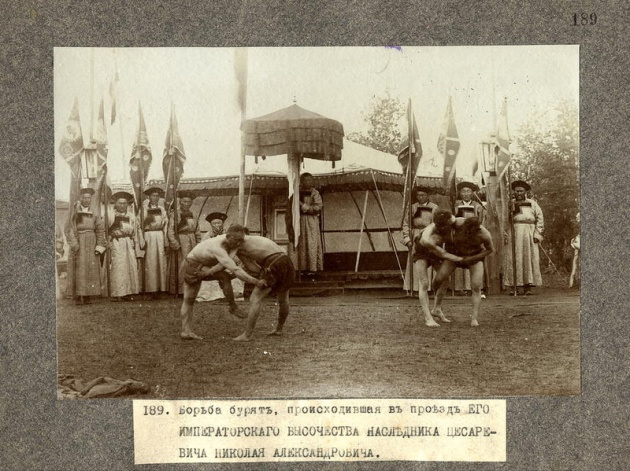 189
189. Борьба бурятъ, происходившая въ проѣздъ ЕГО
ИМПЕРАТОРСКАГО ВЫСОЧЕСТВА НАСЛѢДНИКА ЦЕСАРЕ-
ВИЧА НИКОЛАЯ АЛЕКСАНДРОВИЧА.